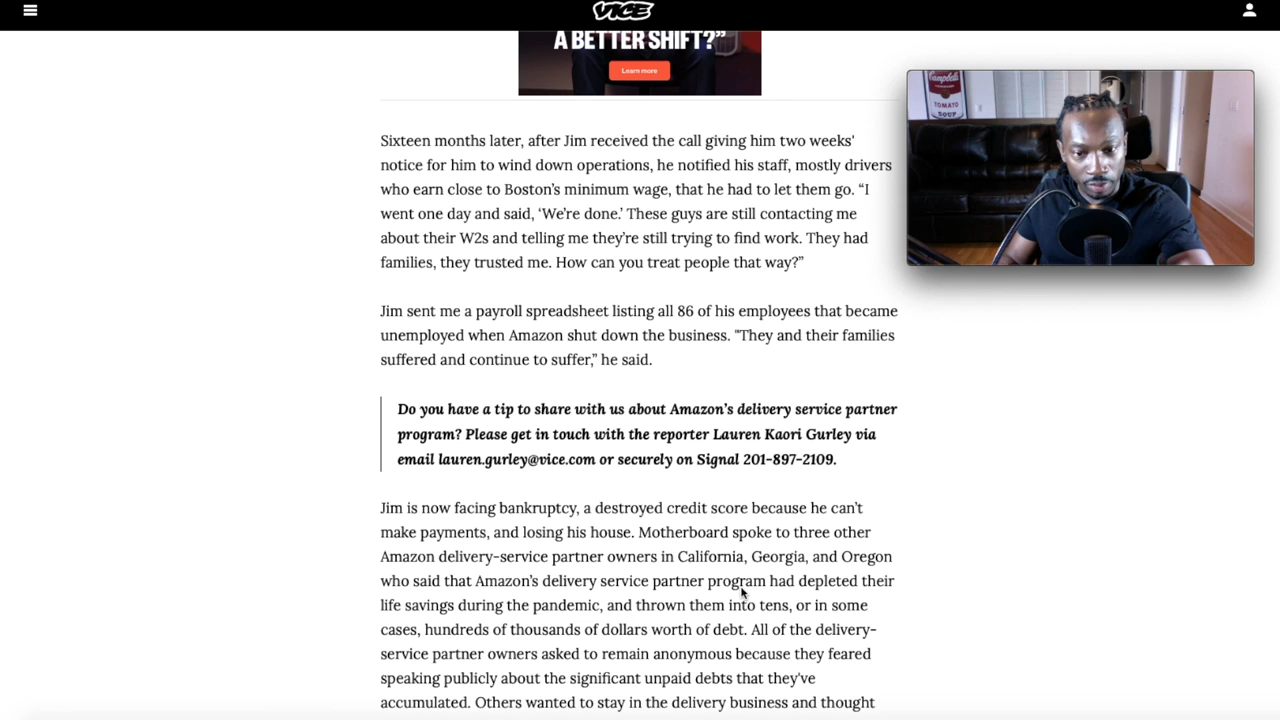 VICE
A BETTER SHIFT?”
Learn more
Campbell's
TOMATO
SOUP
Sixteen months later, after Jim received the call giving him two weeks'
notice for him to wind down operations, he notified his staff, mostly drivers
who earn close to Boston’s minimum wage, that he had to let them go. “I
went one day and said, ‘We’re done.’ These guys are still contacting me
about their W2s and telling me they’re still trying to find work. They had
families, they trusted me. How can you treat people that way?”
Jim sent me a payroll spreadsheet listing all 86 of his employees that became
unemployed when Amazon shut down the business. "They and their families
suffered and continue to suffer,” he said.
Do you have a tip to share with us about Amazon’s delivery service partner
program? Please get in touch with the reporter Lauren Kaori Gurley via
email lauren.gurley@vice.com or securely on Signal 201-897-2109.
Jim is now facing bankruptcy, a destroyed credit score because he can’t
make payments, and losing his house. Motherboard spoke to three other
Amazon delivery-service partner owners in California, Georgia, and Oregon
who said that Amazon’s delivery service partner program had depleted their
life savings during the pandemic, and thrown them into tens, or in some
cases, hundreds of thousands of dollars worth of debt. All of the delivery-
service partner owners asked to remain anonymous because they feared
speaking publicly about the significant unpaid debts that they've
accumulated. Others wanted to stay in the delivery business and thought